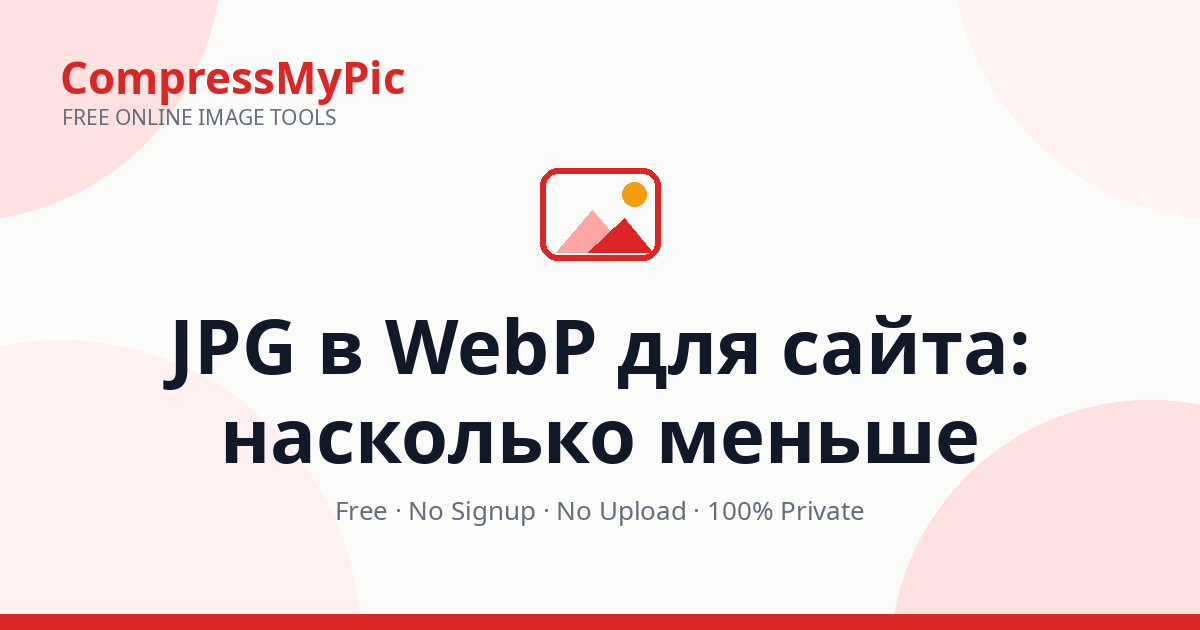 CompressMyPic
FREE ONLINE IMAGE TOOLS
JPG в WebP для сайта:
насколько меньше
Free · No Signup · No Upload · 100% Private